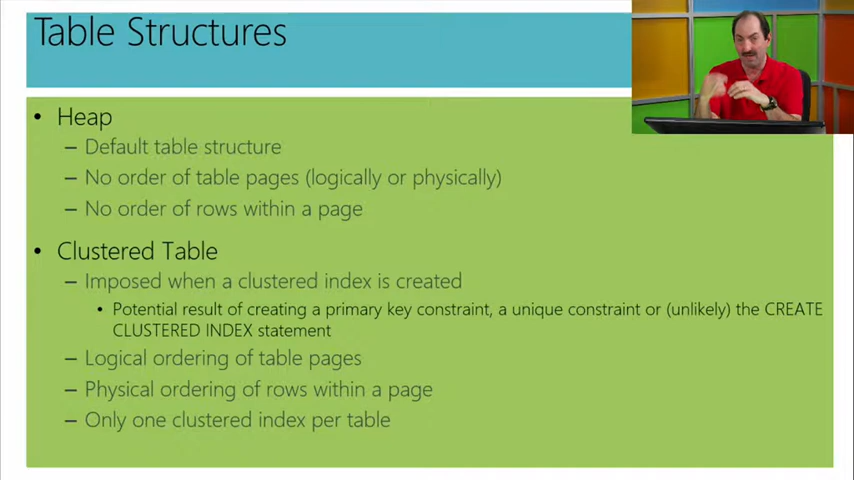 Table Structures
• Heap
– Default table structure
– No order of table pages (logically or physically)
– No order of rows within a page
• Clustered Table
– Imposed when a clustered index is created
• Potential result of creating a primary key constraint, a unique constraint or (unlikely) the CREATE
CLUSTERED INDEX statement
– Logical ordering of table pages
– Physical ordering of rows within a page
– Only one clustered index per table